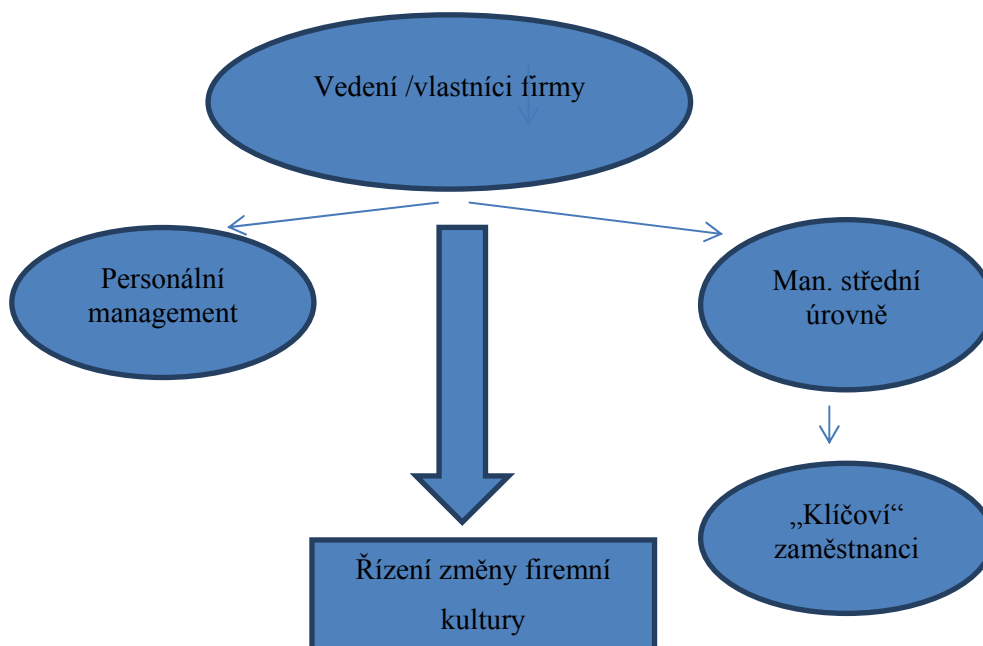 Vedení /vlastníci firmy
Personální
management
Man. střední
úrovně
„Klíčoví“
zaměstnanci
Řízení změny firemní
kultury